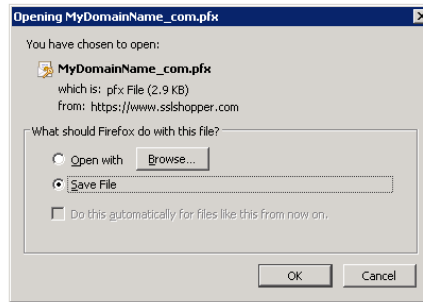 Opening MyDomainName_com.pfx
You have chosen to open:
MyDomainName_com.pfx
which is: pfx File (2.9 KB)
from: https://www.sslshopper.com
What should Firefox do with this file?
Open with Browse...
Save File
Do this automatically for files like this from now on.
OK Cancel